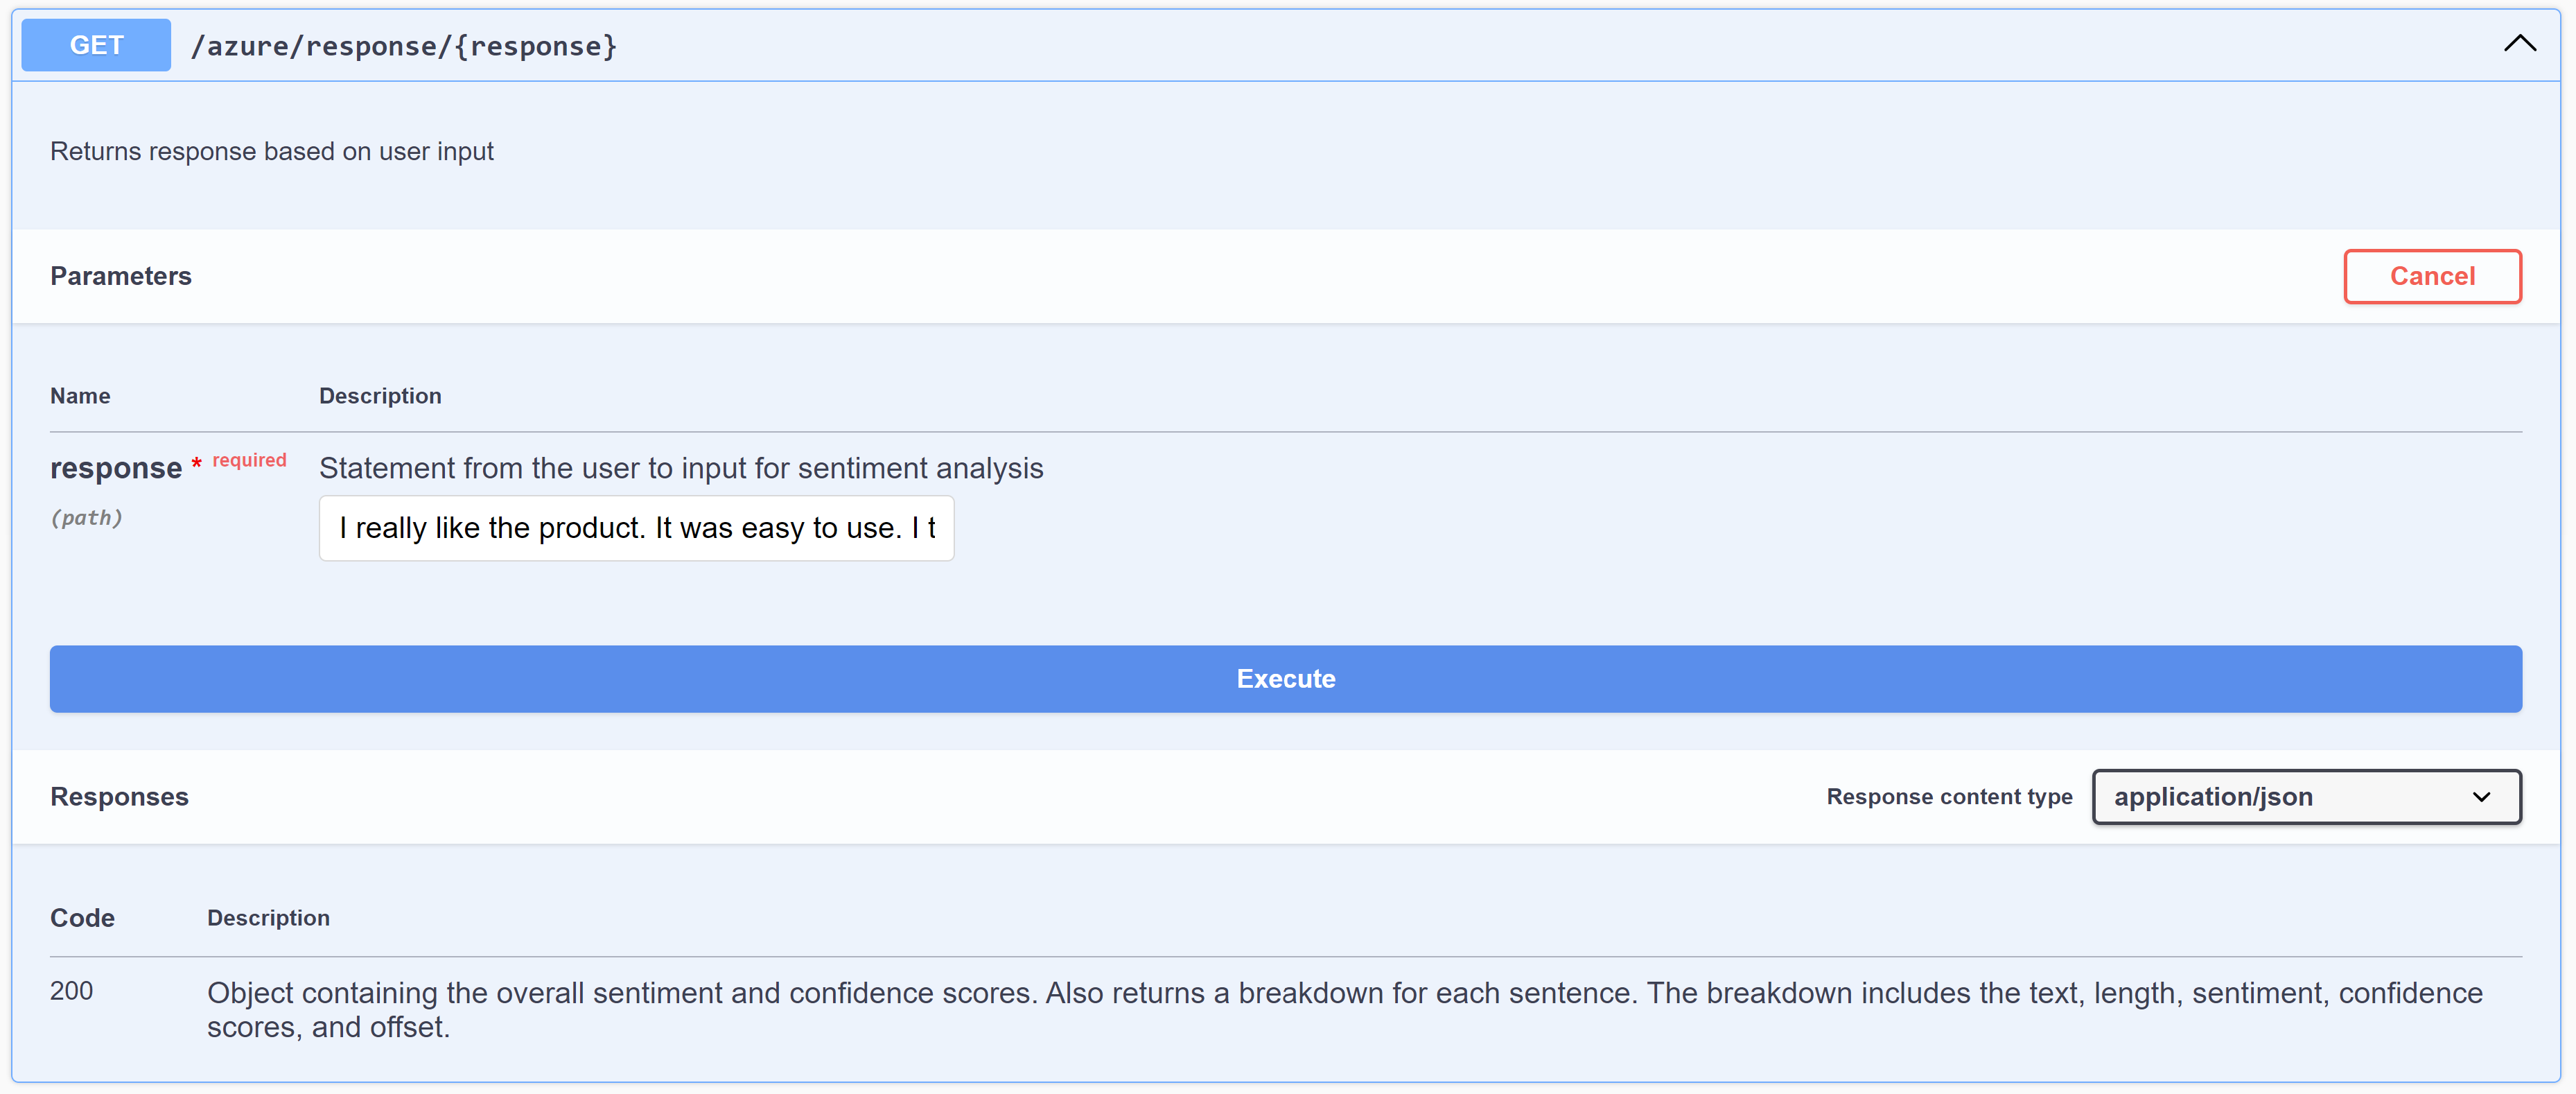 GET /azure/response/{response}
Returns response based on user input
Parameters
Cancel
Name Description
response * required Statement from the user to input for sentiment analysis
(path)
I really like the product. It was easy to use. I t
Execute
Responses
Response content type application/json
Code Description
200 Object containing the overall sentiment and confidence scores. Also returns a breakdown for each sentence. The breakdown includes the text, length, sentiment, confidence
scores, and offset.